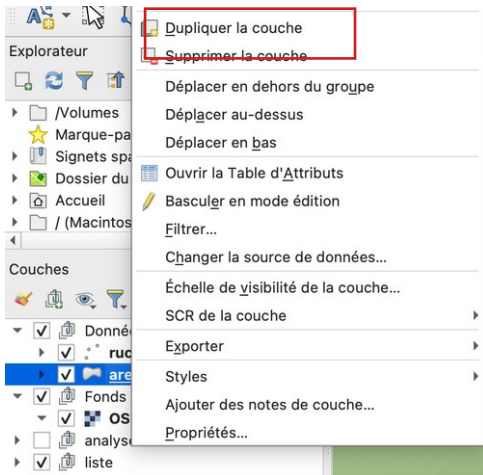 Dupliquer la couche
Supprimer la couche
Déplacer en dehors du groupe
Déplacer au-dessus
Déplacer en bas
Ouvrir la Table d'Attributs
Basculer en mode édition
Filtrer...
Changer la source de données...
Échelle de visibilité de la couche...
SCR de la couche
Exporter
Styles
Ajouter des notes de couche...
Propriétés...
Explorateur
/Volumes
Marque-pa
Signets spa
Dossier du
Accueil
/ (Macintos
Couches
Donné
ruc
are
Fonds
OS
analyse
liste